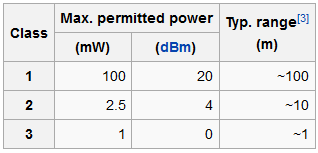 Class Max. permitted power Typ. range[3] (m)
(mW) (dBm)
1 100 20 ~100
2 2.5 4 ~10
3 1 0 ~1